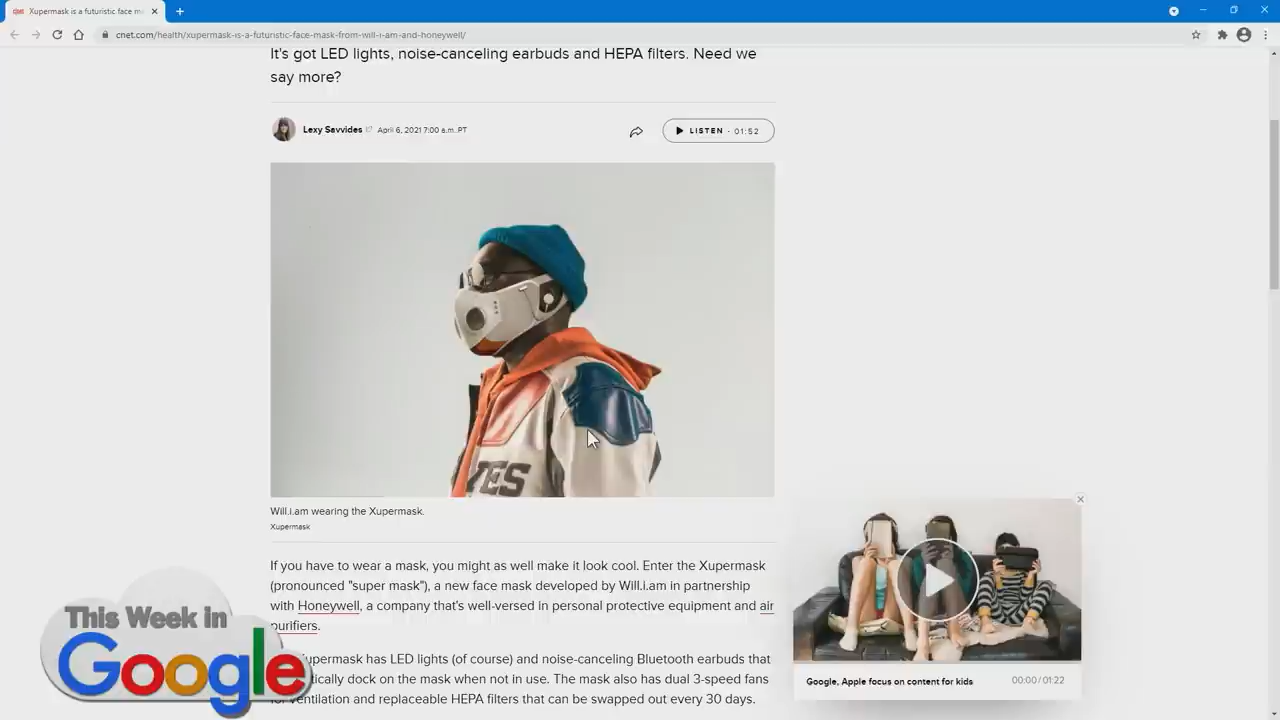 Xupermask is a futuristic face m
cnet.com/health/xupermask-is-a-futuristic-face-mask-from-will-i-am-and-honeywell/
It's got LED lights, noise-canceling earbuds and HEPA filters. Need we
say more?
Lexy Savvides April 6, 2021 7:00 a.m. PT
LISTEN - 01:52
Will.i.am wearing the Xupermask.
Xupermask
If you have to wear a mask, you might as well make it look cool. Enter the Xupermask
(pronounced "super mask"), a new face mask developed by Will.i.am in partnership
with Honeywell, a company that's well-versed in personal protective equipment and air
purifiers.
upermask has LED lights (of course) and noise-canceling Bluetooth earbuds that
tically dock on the mask when not in use. The mask also has dual 3-speed fans
ventilation and replaceable HEPA filters that can be swapped out every 30 days.
Google, Apple focus on content for kids 00:00 / 01:22
This Week in
Google